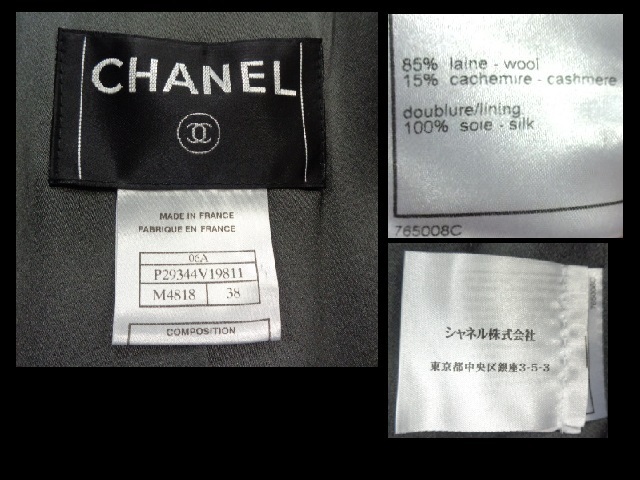 CHANEL
MADE IN FRANCE
FABRIQUE EN FRANCE
06A
P29344V19811
M4818 38
COMPOSITION
85% laine - wool
15% cachemire - cashmere
doublure/lining
100% soie - silk
765008C
シャネル株式会社
東京都中央区銀座3-5-3